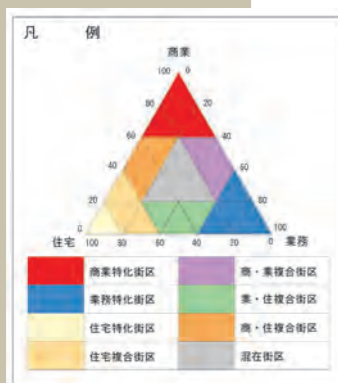 凡 例
商業
100 0
80 20
60 40
40 60
20 80
0 100
住宅 100 80 60 40 20 0 業務
商業特化街区 商・業複合街区
業務特化街区 業・住複合街区
住宅特化街区 商・住複合街区
住宅複合街区 混在街区